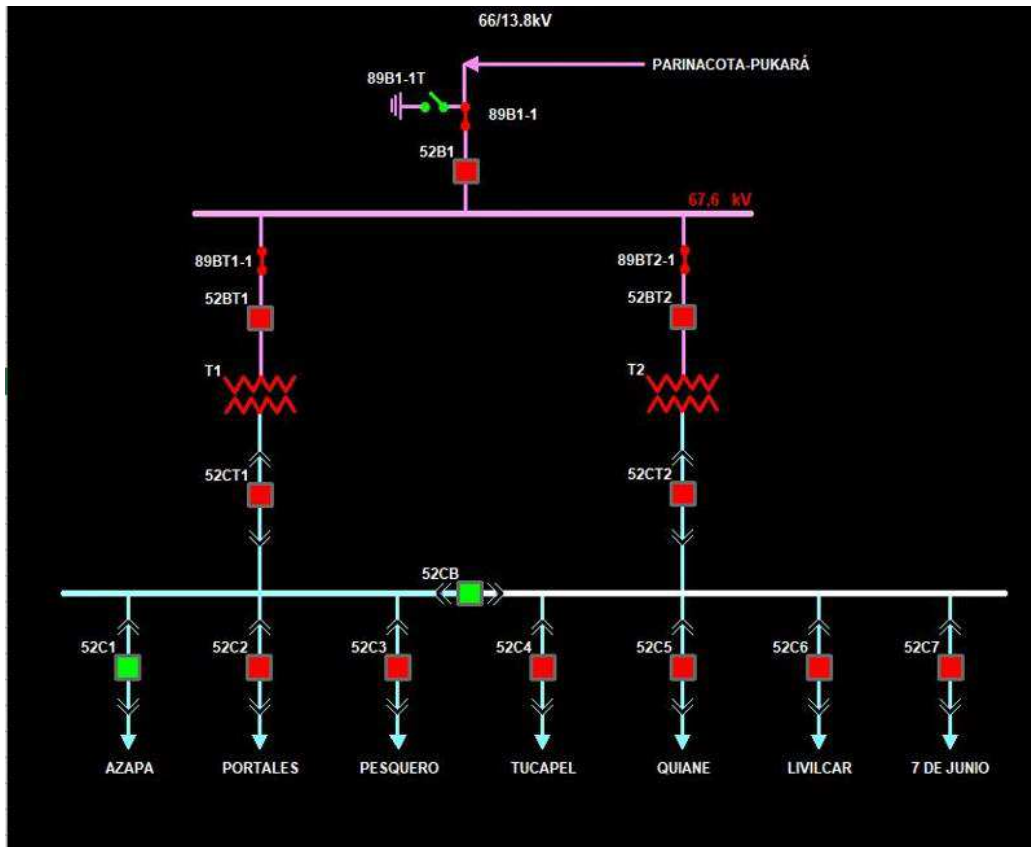 66/13.8kV
PARINACOTA-PUKARÁ
89B1-1T
89B1-1
52B1
67,6 kV
89BT1-1
89BT2-1
52BT1
52BT2
T1
T2
52CT1
52CT2
52CB
52C1
52C2
52C3
52C4
52C5
52C6
52C7
AZAPA
PORTALES
PESQUERO
TUCAPEL
QUIANE
LIVILCAR
7 DE JUNIO